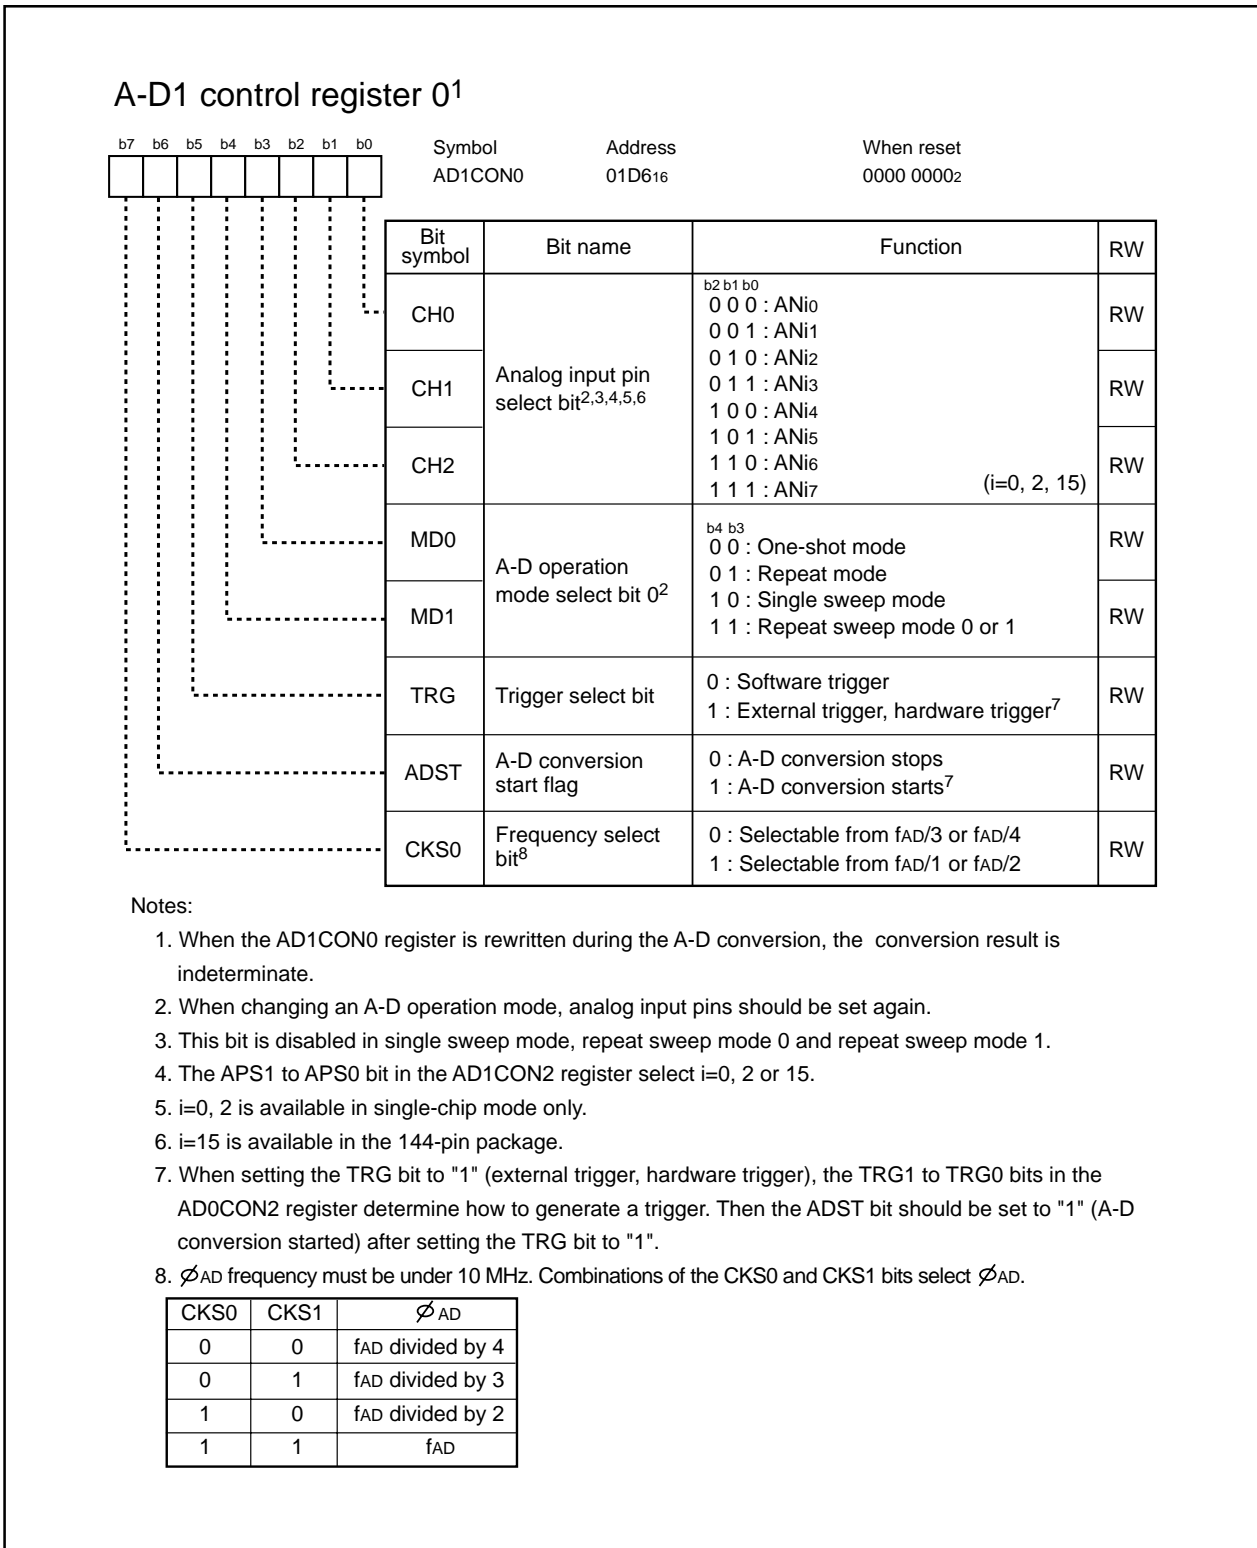 A-D1 control register 0¹
b7 b6 b5 b4 b3 b2 b1 b0
Symbol Address When reset
AD1CON0 01D6₁₆ 0000 0000₂
Bit symbol Bit name Function RW
CH0 RW
CH1 RW
CH2 RW
Analog input pin
select bit²,³,⁴,⁵,⁶
b2 b1 b0
0 0 0 : ANi0
0 0 1 : ANi1
0 1 0 : ANi2
0 1 1 : ANi3
1 0 0 : ANi4
1 0 1 : ANi5
1 1 0 : ANi6
1 1 1 : ANi7 (i=0, 2, 15)
MD0 RW
MD1 RW
A-D operation
mode select bit 0²
b4 b3
0 0 : One-shot mode
0 1 : Repeat mode
1 0 : Single sweep mode
1 1 : Repeat sweep mode 0 or 1
TRG Trigger select bit RW
0 : Software trigger
1 : External trigger, hardware trigger⁷
ADST RW
A-D conversion
start flag
0 : A-D conversion stops
1 : A-D conversion starts⁷
CKS0 RW
Frequency select
bit⁸
0 : Selectable from fAD/3 or fAD/4
1 : Selectable from fAD/1 or fAD/2
Notes:
1. When the AD1CON0 register is rewritten during the A-D conversion, the conversion result is
indeterminate.
2. When changing an A-D operation mode, analog input pins should be set again.
3. This bit is disabled in single sweep mode, repeat sweep mode 0 and repeat sweep mode 1.
4. The APS1 to APS0 bit in the AD1CON2 register select i=0, 2 or 15.
5. i=0, 2 is available in single-chip mode only.
6. i=15 is available in the 144-pin package.
7. When setting the TRG bit to "1" (external trigger, hardware trigger), the TRG1 to TRG0 bits in the
AD0CON2 register determine how to generate a trigger. Then the ADST bit should be set to "1" (A-D
conversion started) after setting the TRG bit to "1".
8. ØAD frequency must be under 10 MHz. Combinations of the CKS0 and CKS1 bits select ØAD.
CKS0 CKS1 ØAD
0 0 fAD divided by 4
0 1 fAD divided by 3
1 0 fAD divided by 2
1 1 fAD